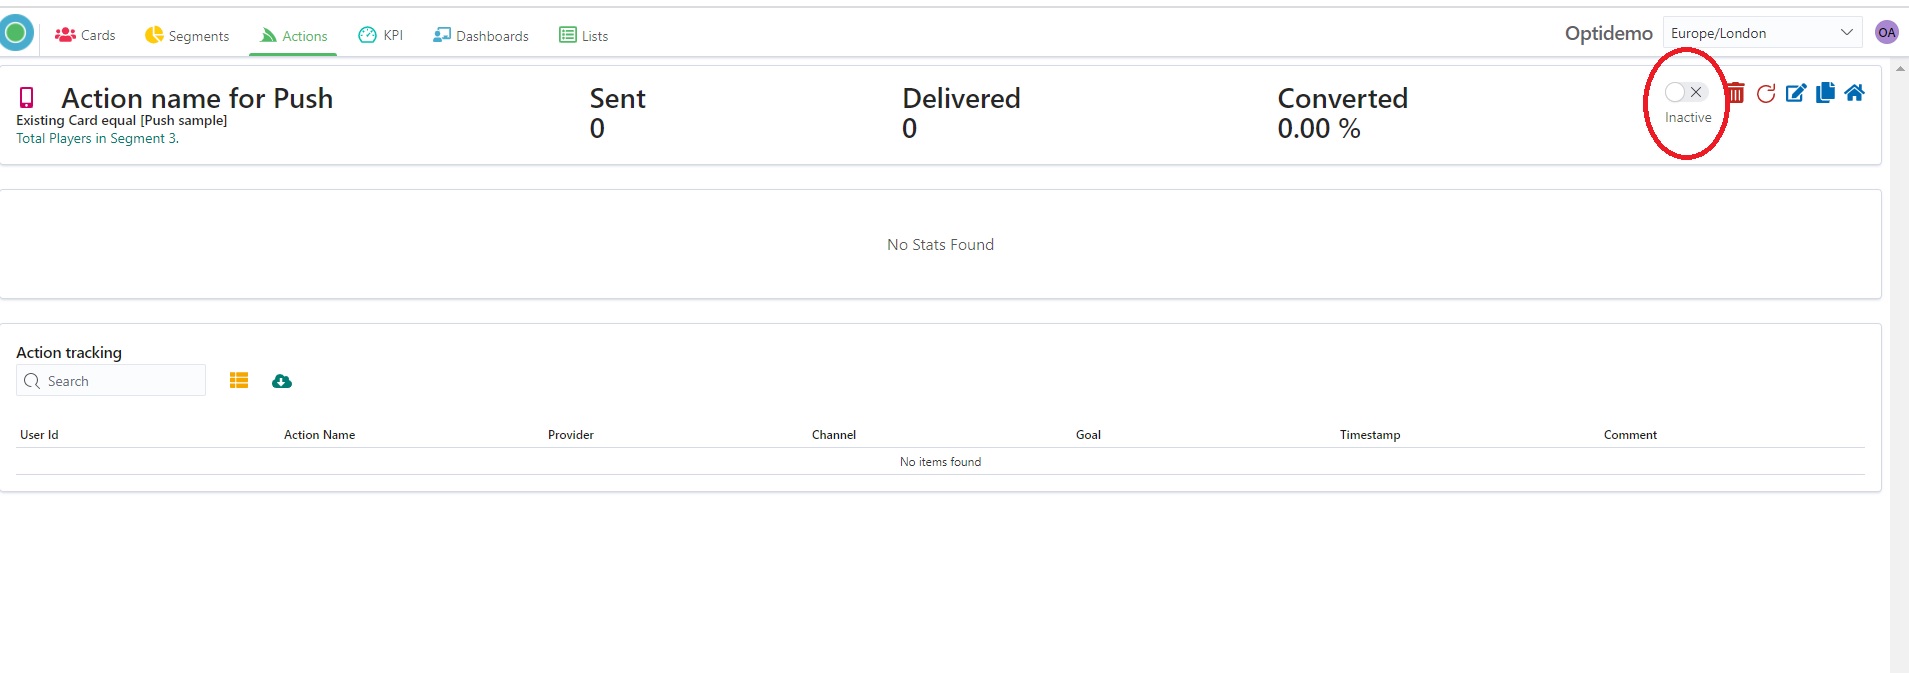 Cards Segments Actions KPI Dashboards Lists Optidemo Europe/London OA
Action name for Push Sent Delivered Converted
Existing Card equal [Push sample] 0 0 0.00 % Inactive
Total Players in Segment 3.
No Stats Found
Action tracking
Search
User Id Action Name Provider Channel Goal Timestamp Comment
No items found